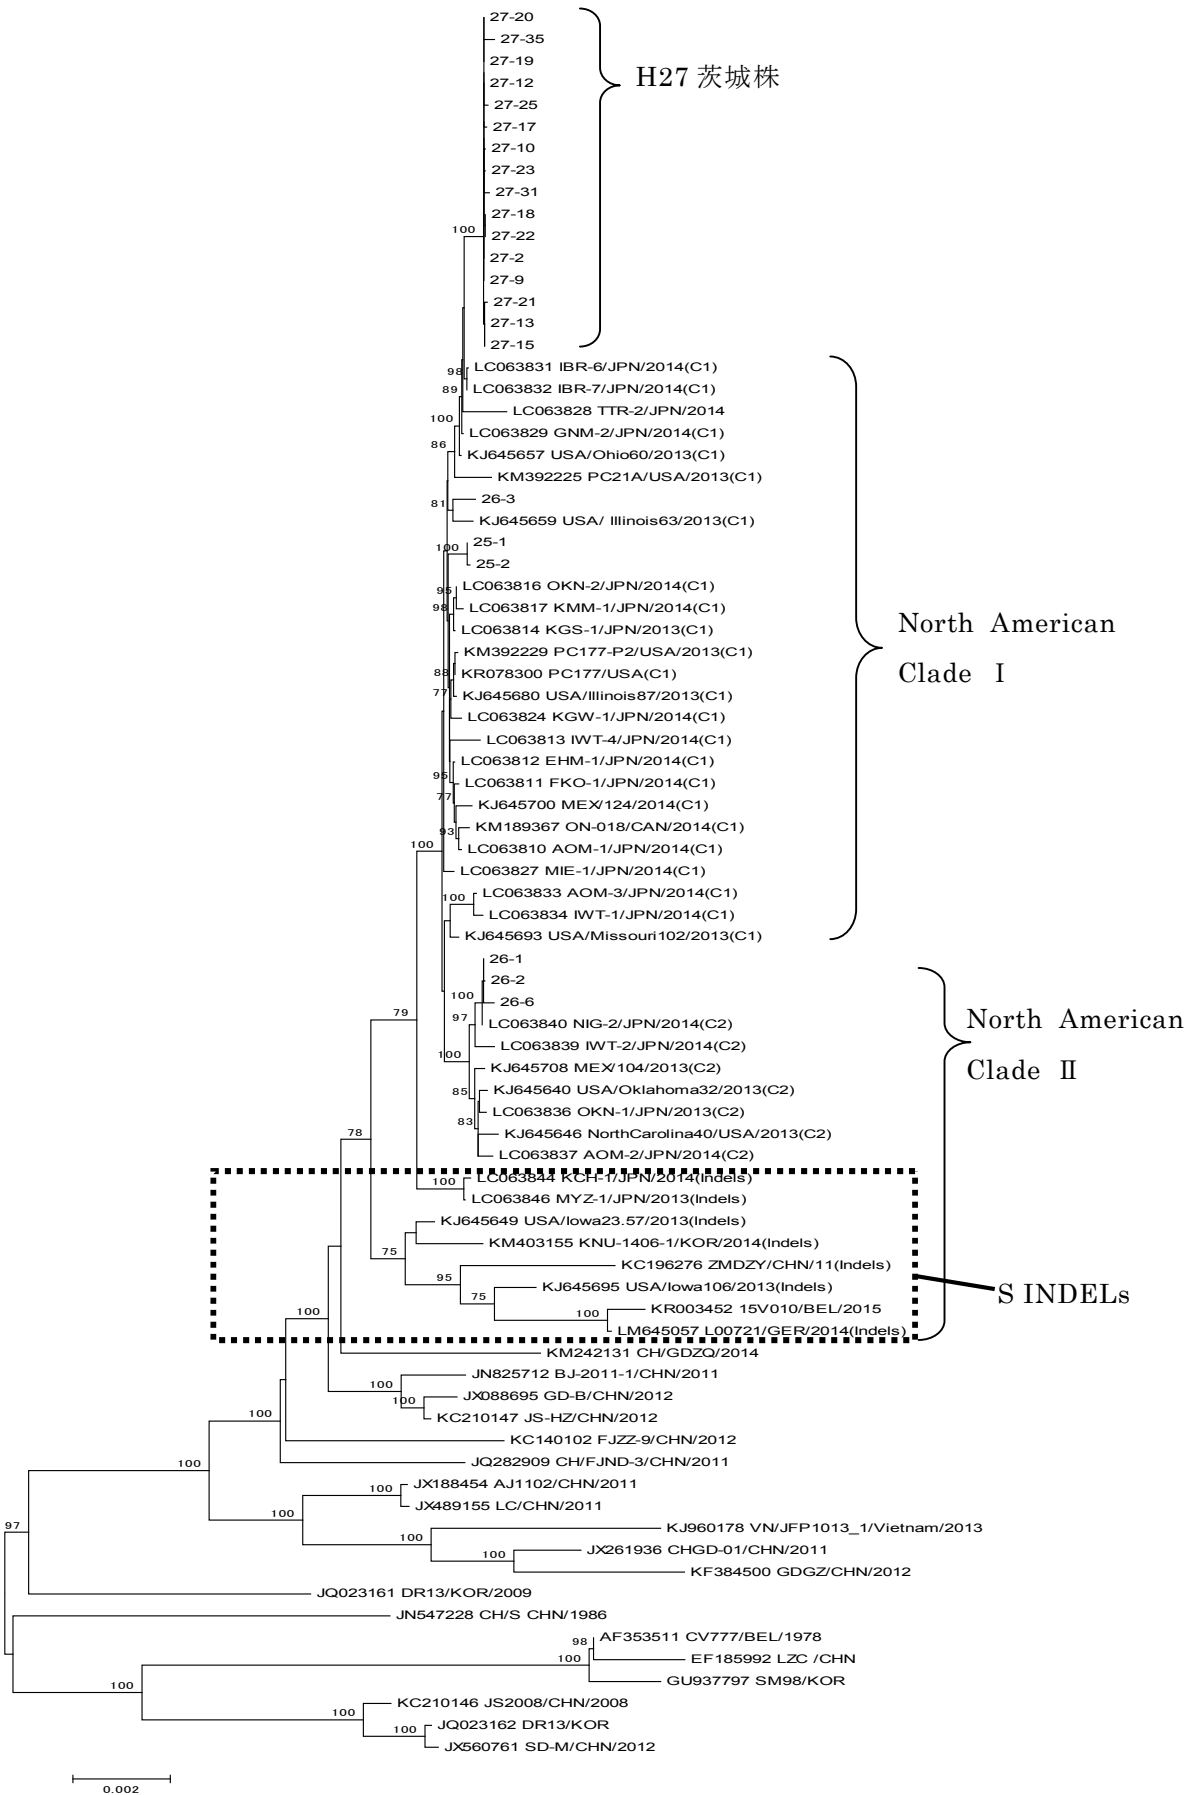 27-20
27-35
27-19
H27 茨城株
27-12
27-25
27-17
27-10
27-23
27-31
27-18
100
27-22
27-2
27-9
27-21
27-13
27-15
LC063831 IBR-6/JPN/2014(C1)
98
LC063832 IBR-7/JPN/2014(C1)
89
LC063828 TTR-2/JPN/2014
100
LC063829 GNM-2/JPN/2014(C1)
86
KJ645657 USA/Ohio60/2013(C1)
KM392225 PC21A/USA/2013(C1)
26-3
81
KJ645659 USA/ Illinois63/2013(C1)
25-1
100
25-2
LC063816 OKN-2/JPN/2014(C1)
95
LC063817 KMM-1/JPN/2014(C1)
98
LC063814 KGS-1/JPN/2013(C1)
North American
Clade Ⅰ
KM392229 PC177-P2/USA/2013(C1)
88
KR078300 PC177/USA(C1)
77
KJ645680 USA/Illinois87/2013(C1)
LC063824 KGW-1/JPN/2014(C1)
LC063813 IWT-4/JPN/2014(C1)
LC063812 EHM-1/JPN/2014(C1)
95
LC063811 FKO-1/JPN/2014(C1)
77
KJ645700 MEX/124/2014(C1)
KM189367 ON-018/CAN/2014(C1)
93
LC063810 AOM-1/JPN/2014(C1)
100
LC063827 MIE-1/JPN/2014(C1)
LC063833 AOM-3/JPN/2014(C1)
100
LC063834 IWT-1/JPN/2014(C1)
KJ645693 USA/Missouri102/2013(C1)
26-1
26-2
100
26-6
79
97
LC063840 NIG-2/JPN/2014(C2)
North American
Clade Ⅱ
LC063839 IWT-2/JPN/2014(C2)
100
KJ645708 MEX/104/2013(C2)
85
KJ645640 USA/Oklahoma32/2013(C2)
LC063836 OKN-1/JPN/2013(C2)
83
KJ645646 NorthCarolina40/USA/2013(C2)
78
LC063837 AOM-2/JPN/2014(C2)
LC063844 KCH-1/JPN/2014(Indels)
100
LC063846 MYZ-1/JPN/2013(Indels)
KJ645649 USA/Iowa23.57/2013(Indels)
KM403155 KNU-1406-1/KOR/2014(Indels)
75
KC196276 ZMDZY/CHN/11(Indels)
95
KJ645695 USA/Iowa106/2013(Indels)
S INDELs
75
KR003452 15V010/BEL/2015
100
LM645057 L00721/GER/2014(Indels)
100
KM242131 CH/GDZQ/2014
JN825712 BJ-2011-1/CHN/2011
100
JX088695 GD-B/CHN/2012
100
KC210147 JS-HZ/CHN/2012
100
KC140102 FJZZ-9/CHN/2012
JQ282909 CH/FJND-3/CHN/2011
100
JX188454 AJ1102/CHN/2011
100
JX489155 LC/CHN/2011
100
KJ960178 VN/JFP1013_1/Vietnam/2013
97
100
JX261936 CHGD-01/CHN/2011
100
KF384500 GDGZ/CHN/2012
JQ023161 DR13/KOR/2009
JN547228 CH/S CHN/1986
AF353511 CV777/BEL/1978
98
EF185992 LZC /CHN
100
GU937797 SM98/KOR
100
KC210146 JS2008/CHN/2008
100
JQ023162 DR13/KOR
100
JX560761 SD-M/CHN/2012
0.002